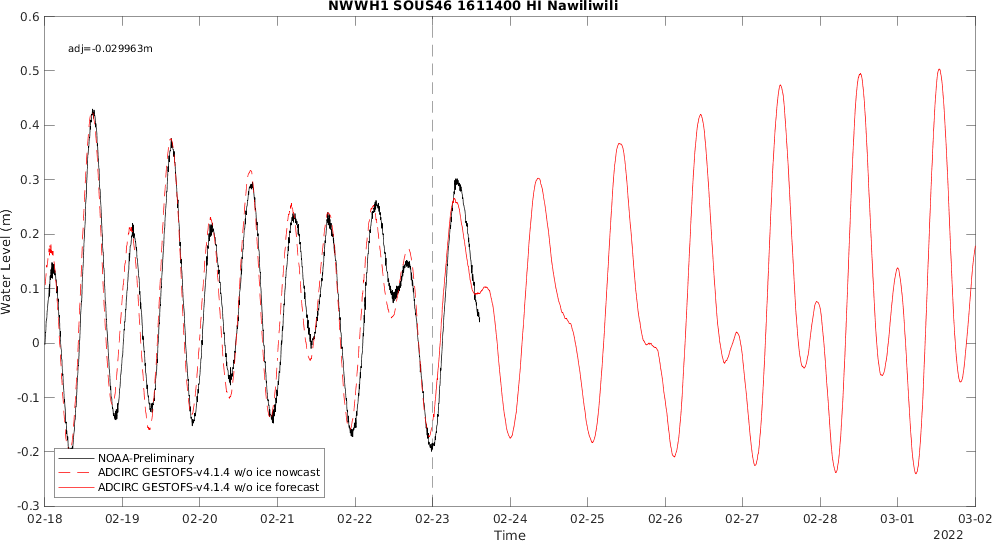 NWWH1 SOUS46 1611400 HI Nawiliwili
adj=-0.029963m
Water Level (m)
0.6
0.5
0.4
0.3
0.2
0.1
0
-0.1
-0.2
-0.3
NOAA-Preliminary
ADCIRC GESTOFS-v4.1.4 w/o ice nowcast
ADCIRC GESTOFS-v4.1.4 w/o ice forecast
02-18 02-19 02-20 02-21 02-22 02-23 02-24 02-25 02-26 02-27 02-28 03-01 03-02
Time
2022